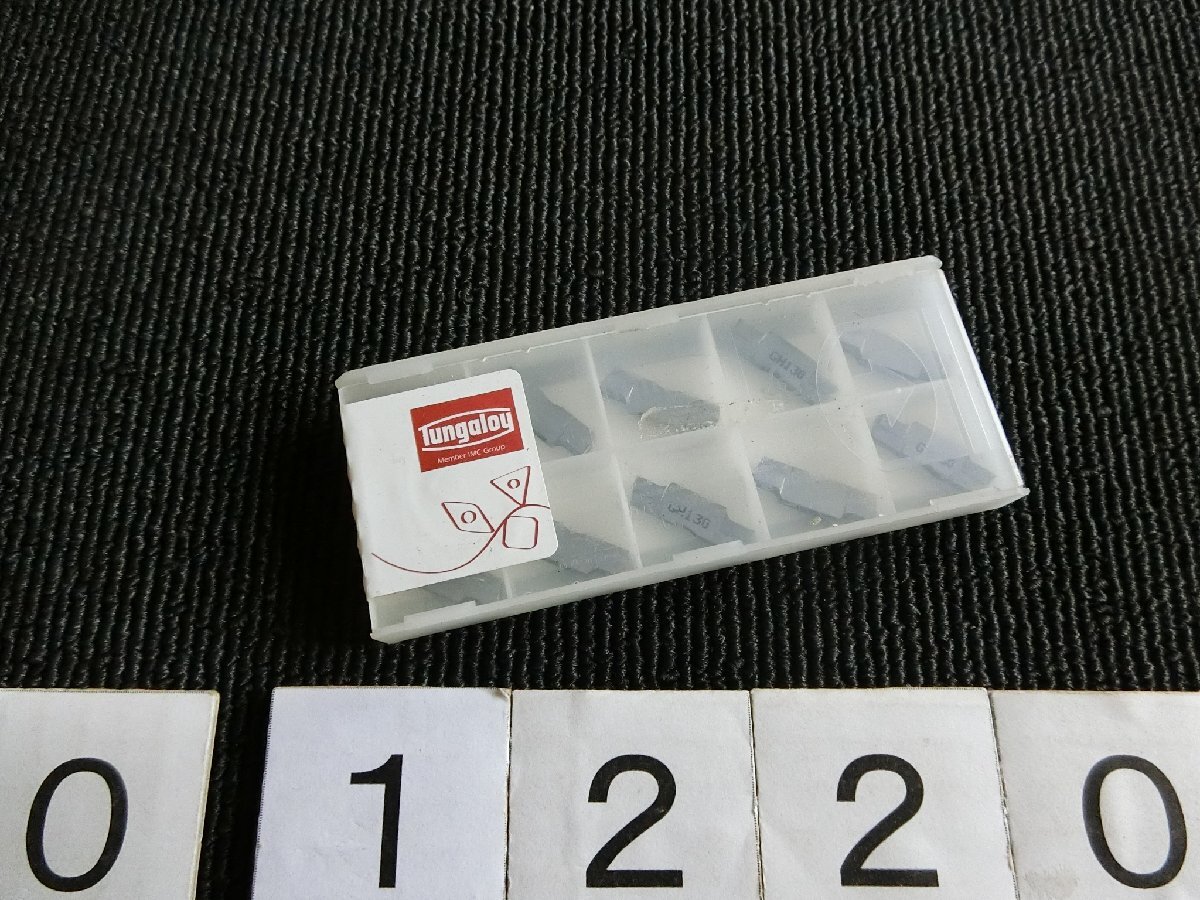 Tungaloy
Member IMC Group
GH130
GH130
0 1 2 2 0